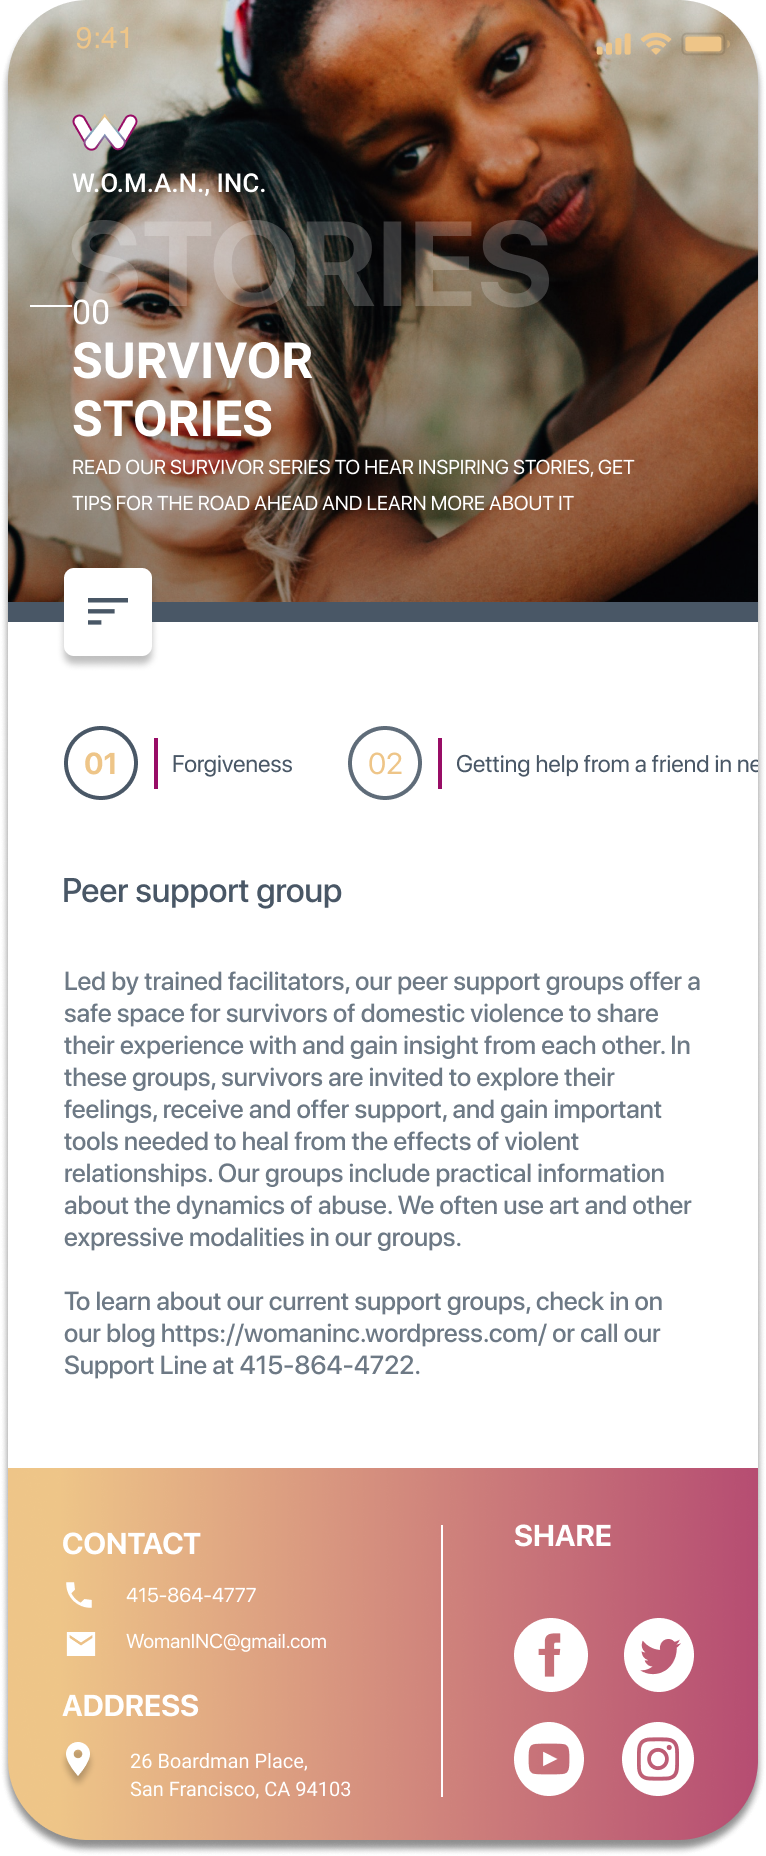 9:41
W.O.M.A.N., INC.
STORIES
00
SURVIVOR
STORIES
READ OUR SURVIVOR SERIES TO HEAR INSPIRING STORIES, GET
TIPS FOR THE ROAD AHEAD AND LEARN MORE ABOUT IT
01 Forgiveness 02 Getting help from a friend in ne
Peer support group
Led by trained facilitators, our peer support groups offer a
safe space for survivors of domestic violence to share
their experience with and gain insight from each other. In
these groups, survivors are invited to explore their
feelings, receive and offer support, and gain important
tools needed to heal from the effects of violent
relationships. Our groups include practical information
about the dynamics of abuse. We often use art and other
expressive modalities in our groups.
To learn about our current support groups, check in on
our blog https://womaninc.wordpress.com/ or call our
Support Line at 415-864-4722.
CONTACT
415-864-4777
WomanINC@gmail.com
ADDRESS
26 Boardman Place,
San Francisco, CA 94103
SHARE